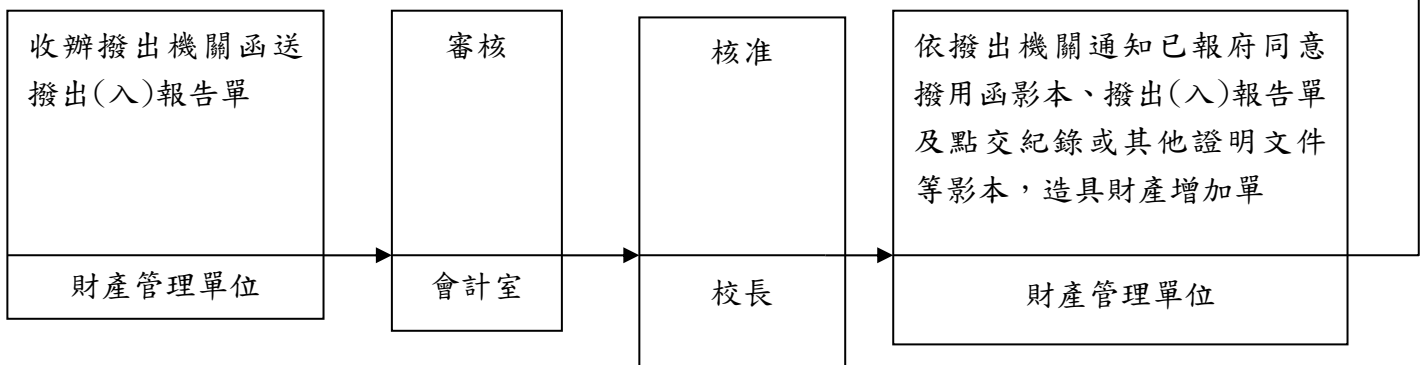 收辦撥出機關函送
撥出(入)報告單
財產管理單位
審核
會計室
核准
校長
依撥出機關通知已報府同意
撥用函影本、撥出(入)報告單
及點交紀錄或其他證明文件
等影本，造具財產增加單
財產管理單位